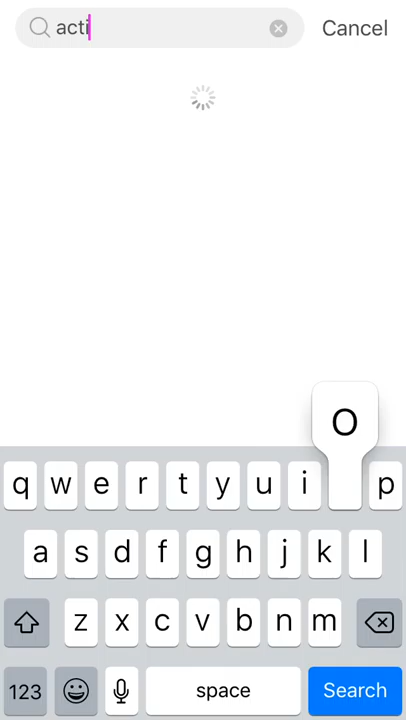 acti
Cancel
O
q w e r t y u i p
a s d f g h j k l
z x c v b n m
123 space Search